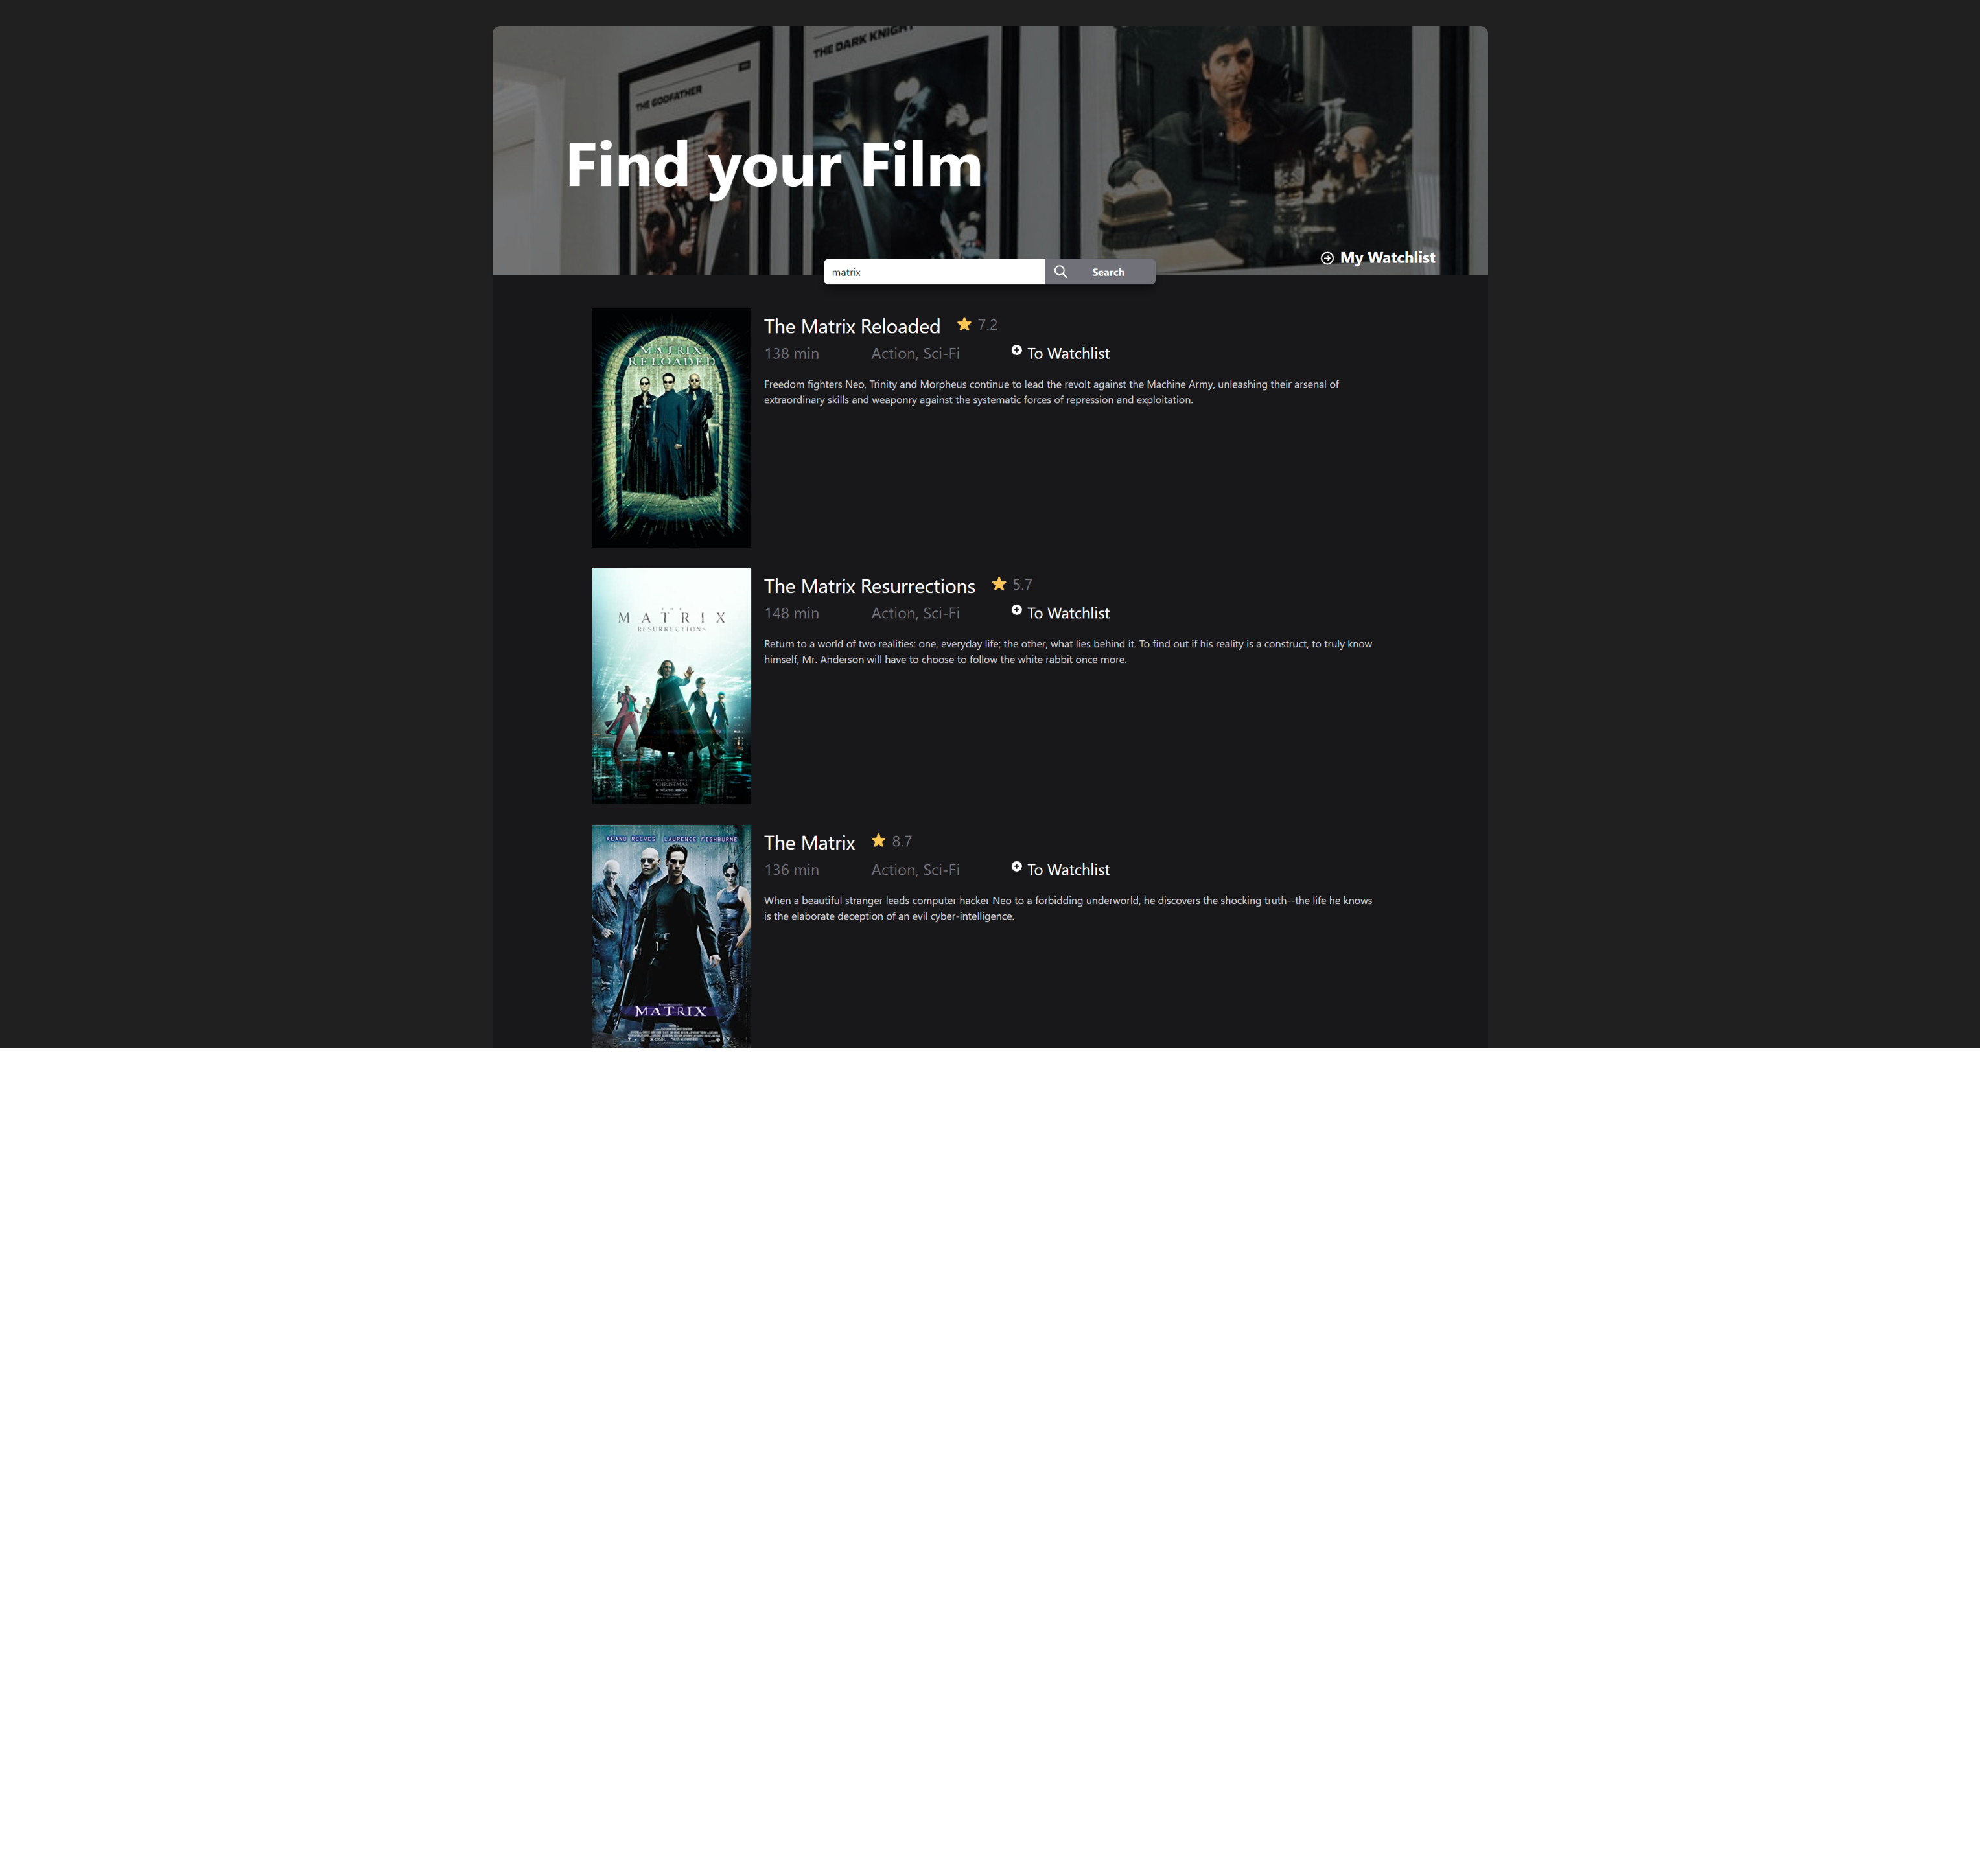 THE DARK KNIGHT
THE GODFATHER
Find your Film
My Watchlist
matrix
Search
MATRIX
RELOADED
The Matrix Reloaded 7.2
138 min Action, Sci-Fi To Watchlist
Freedom fighters Neo, Trinity and Morpheus continue to lead the revolt against the Machine Army, unleashing their arsenal of
extraordinary skills and weaponry against the systematic forces of repression and exploitation.
THE
MATRIX
RESURRECTIONS
CHRISTMAS
The Matrix Resurrections 5.7
148 min Action, Sci-Fi To Watchlist
Return to a world of two realities: one, everyday life; the other, what lies behind it. To find out if his reality is a construct, to truly know
himself, Mr. Anderson will have to choose to follow the white rabbit once more.
KEANU REEVES LAURENCE FISHBURNE
MATRIX
The Matrix 8.7
136 min Action, Sci-Fi To Watchlist
When a beautiful stranger leads computer hacker Neo to a forbidding underworld, he discovers the shocking truth--the life he knows
is the elaborate deception of an evil cyber-intelligence.